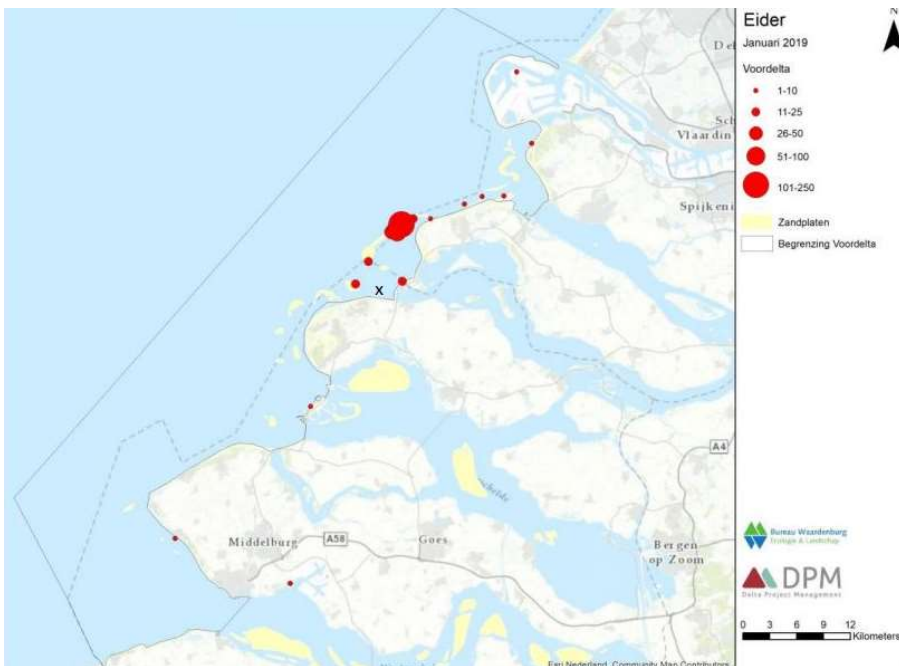 Eider
Januari 2019
Voordelta
1-10
11-25
26-50
51-100
101-250
Zandplaten
Begrenzing Voordelta
N
De
Sc
Vlaardin
Spijkeni
x
A4
Middelburg
A58
Goes
Bergen
op Zoom
Bureau Waardenburg
Ecologie & Landschap
DPM
Delta Project Management
0 3 6 9 12
Kilometers
Esri Nederland, Community Map Contributors